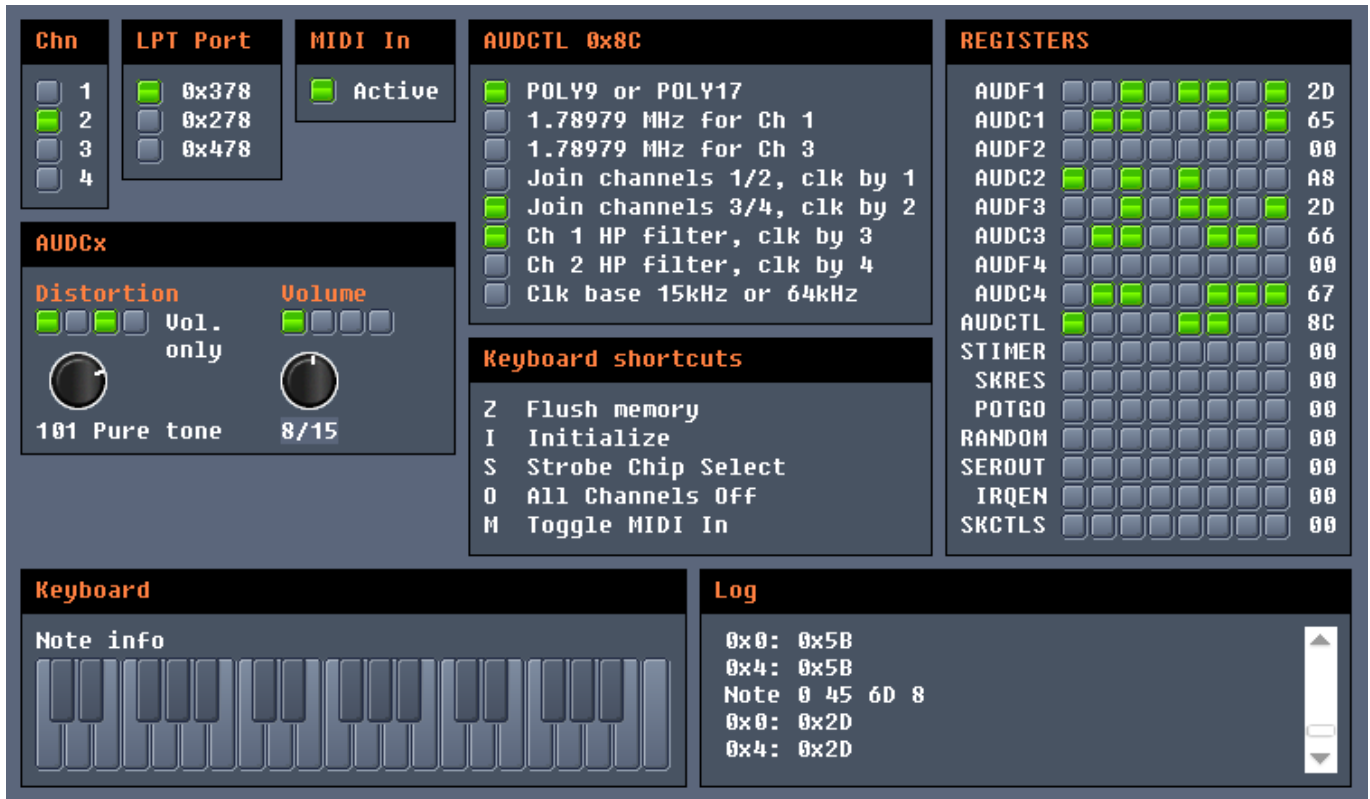 Chn
1
2
3
4
LPT Port
0x378
0x278
0x478
MIDI In
Active
AUDCTL 0x8C
POLY9 or POLY17
1.78979 MHz for Ch 1
1.78979 MHz for Ch 3
Join channels 1/2, clk by 1
Join channels 3/4, clk by 2
Ch 1 HP filter, clk by 3
Ch 2 HP filter, clk by 4
Clk base 15kHz or 64kHz
REGISTERS
AUDF1 2D
AUDC1 65
AUDF2 00
AUDC2 A8
AUDF3 2D
AUDC3 66
AUDF4 00
AUDC4 67
AUDCTL 8C
STIMER 00
SKRES 00
POTGO 00
RANDOM 00
SEROUT 00
IRQEN 00
SKCTLS 00
AUDCx
Distortion
Vol.
only
101 Pure tone
Volume
8/15
Keyboard shortcuts
Z Flush memory
I Initialize
S Strobe Chip Select
O All Channels Off
M Toggle MIDI In
Keyboard
Note info
Log
0x0: 0x5B
0x4: 0x5B
Note 0 45 6D 8
0x0: 0x2D
0x4: 0x2D